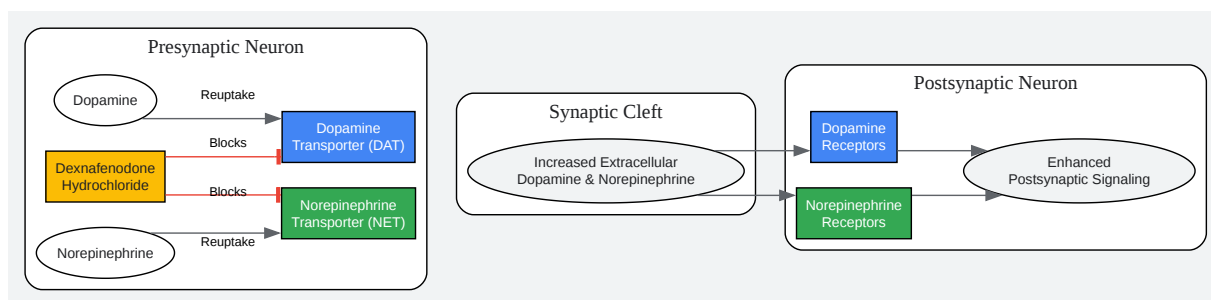 Presynaptic Neuron
Dopamine
Reuptake
Dopamine
Transporter (DAT)
Blocks
Dexnafenodone
Hydrochloride
Blocks
Norepinephrine
Transporter (NET)
Norepinephrine
Reuptake
Synaptic Cleft
Increased Extracellular
Dopamine & Norepinephrine
Postsynaptic Neuron
Dopamine
Receptors
Norepinephrine
Receptors
Enhanced
Postsynaptic Signaling